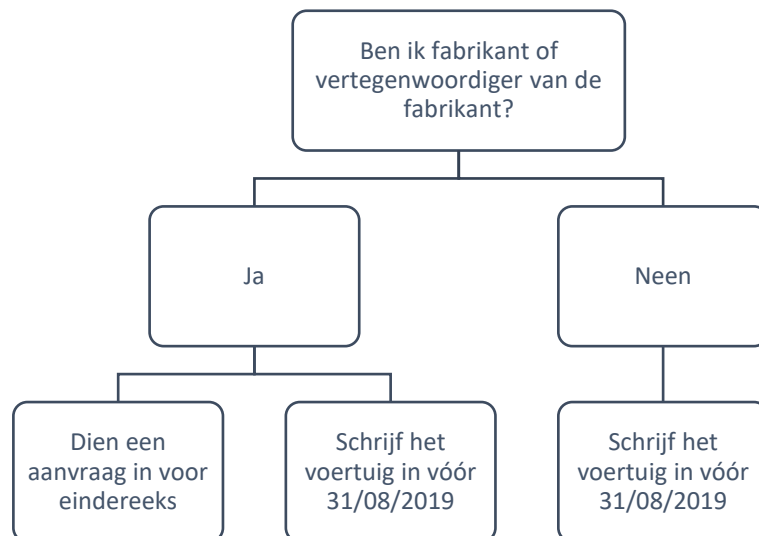 Ben ik fabrikant of
vertegenwoordiger van de
fabrikant?
Ja
Neen
Dien een
aanvraag in voor
eindereeks
Schrijf het
voertuig in vóór
31/08/2019
Schrijf het
voertuig in vóór
31/08/2019